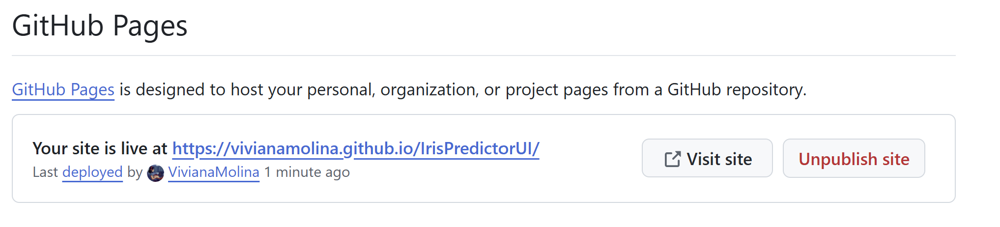 GitHub Pages
GitHub Pages is designed to host your personal, organization, or project pages from a GitHub repository.
Your site is live at https://vivianamolina.github.io/IrisPredictorUI/
Last deployed by VivianaMolina 1 minute ago
Visit site
Unpublish site